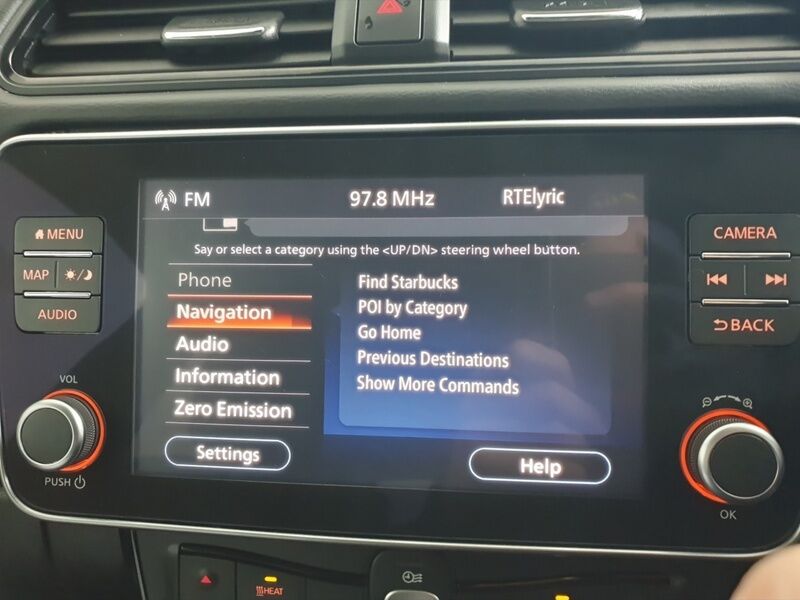 FM 97.8 MHz RTElyric
Say or select a category using the <UP/DN> steering wheel button.
Phone
Navigation
Audio
Information
Zero Emission
Settings
Find Starbucks
POI by Category
Go Home
Previous Destinations
Show More Commands
Help
MENU
MAP
AUDIO
VOL
PUSH
CAMERA
BACK
OK
HEAT